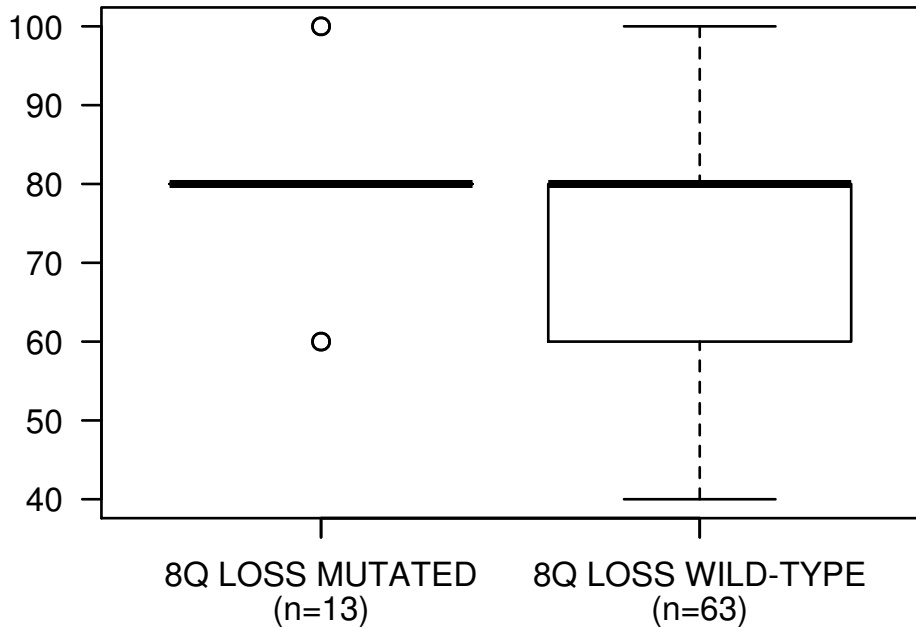 100
90
80
70
60
50
40
8Q LOSS MUTATED
(n=13)
8Q LOSS WILD-TYPE
(n=63)